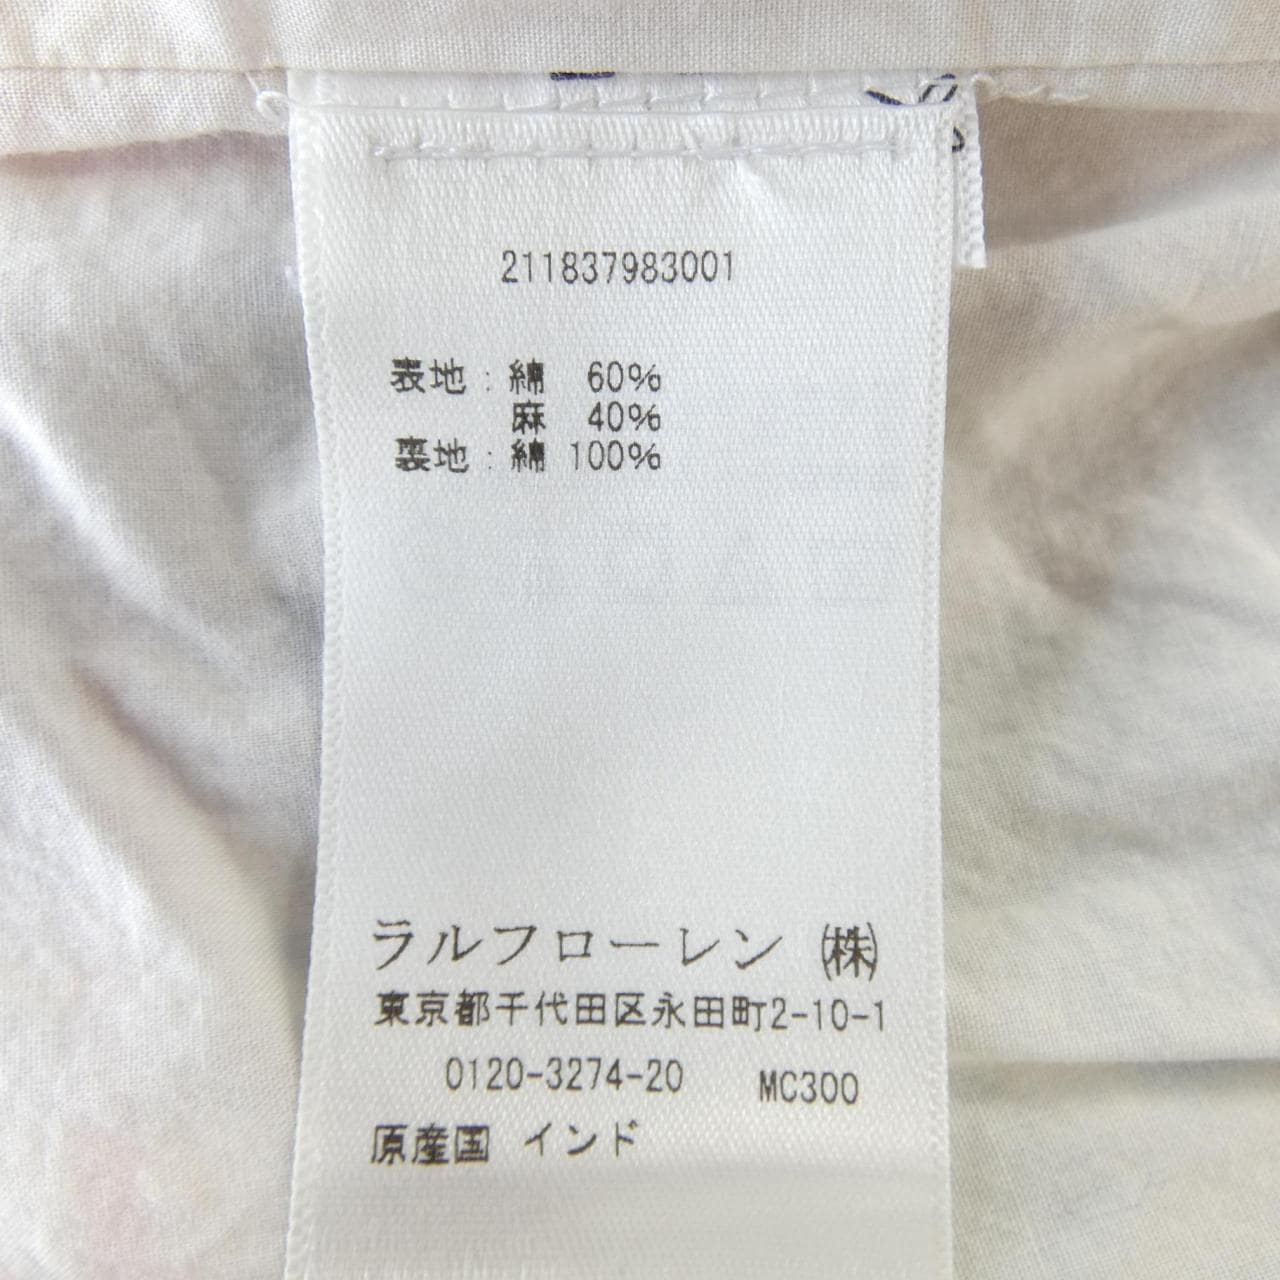 211837983001
表地：綿 60%
麻 40%
裏地：綿 100%
ラルフローレン ㈱
東京都千代田区永田町2-10-1
0120-3274-20 MC300
原産国 インド